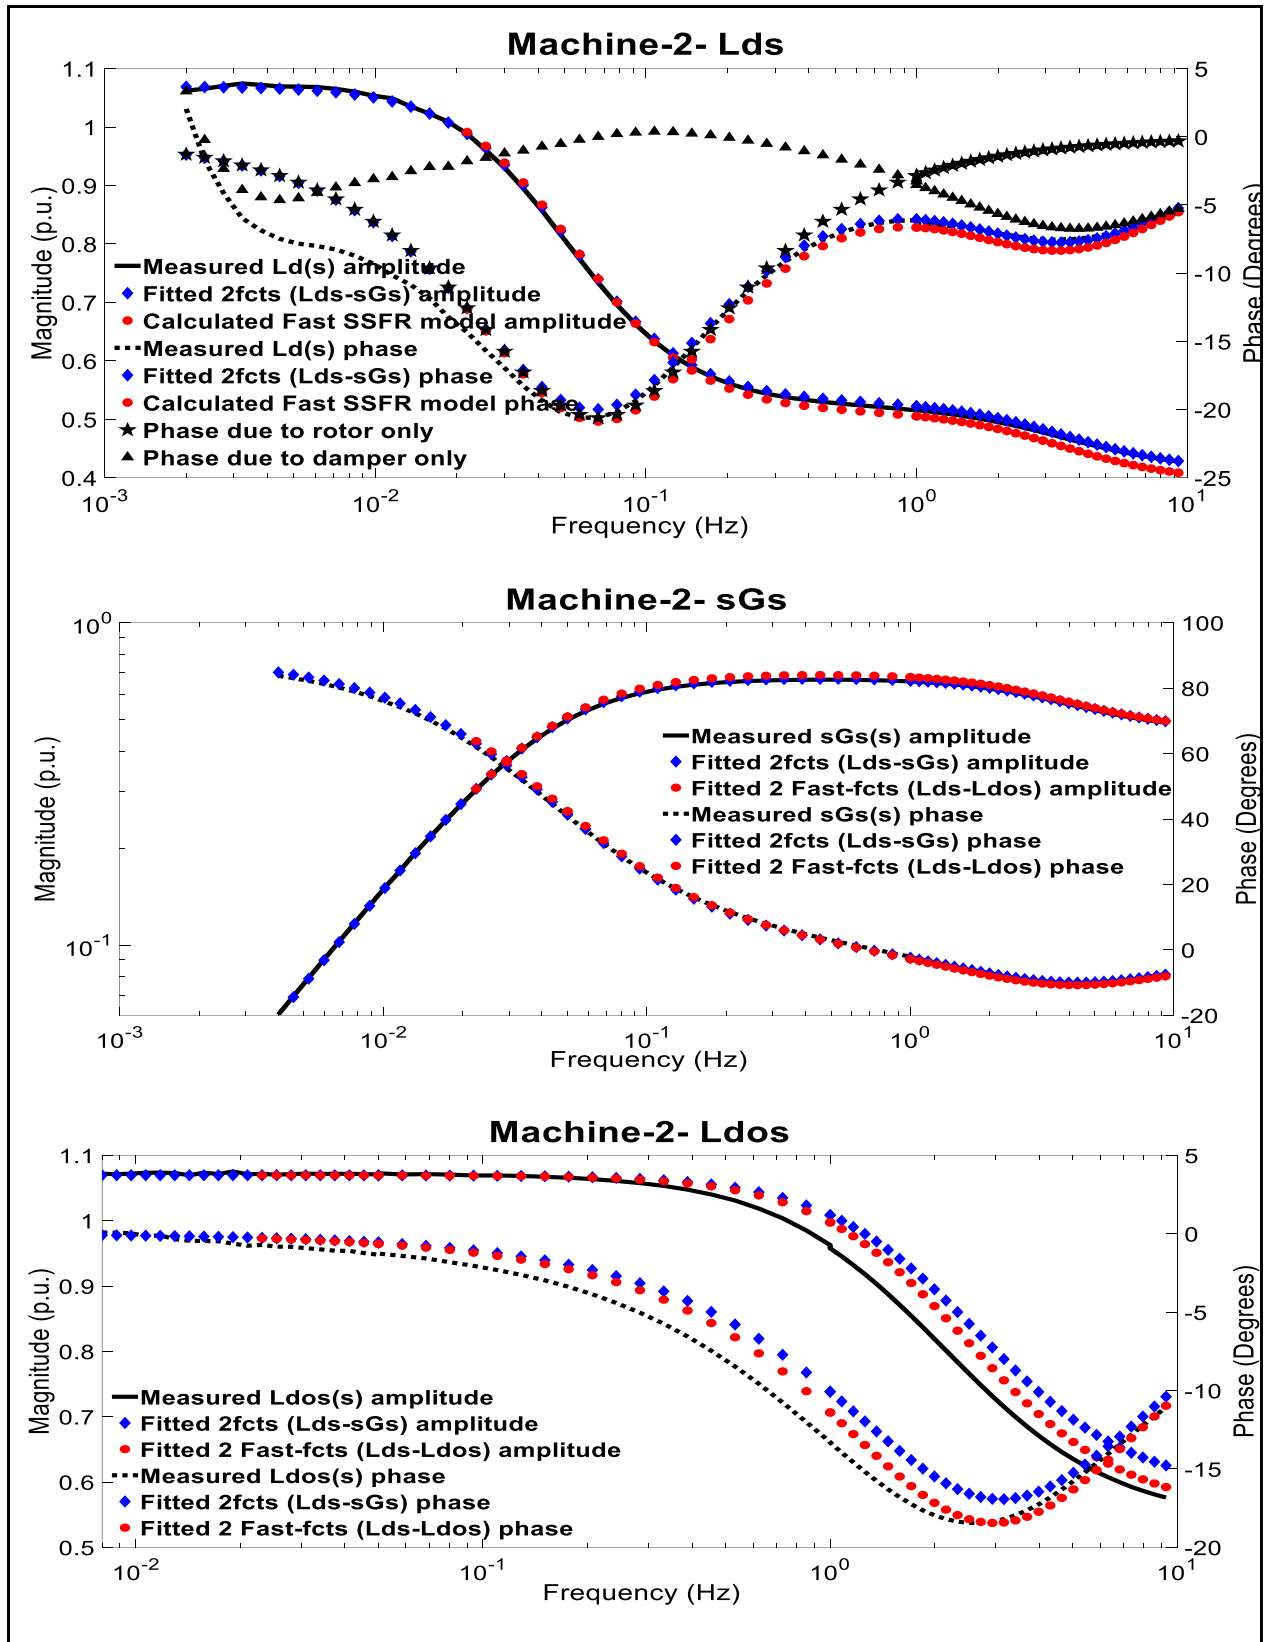 Machine-2- Lds
1.1
1
0.9
0.8
0.7
0.6
0.5
0.4
5
0
-5
-10
-15
-20
-25
Magnitude (p.u.)
Phase (Degrees)
Measured Ld(s) amplitude
Fitted 2fcts (Lds-sGs) amplitude
Calculated Fast SSFR model amplitude
Measured Ld(s) phase
Fitted 2fcts (Lds-sGs) phase
Calculated Fast SSFR model phase
Phase due to rotor only
Phase due to damper only
10-3 10-2 10-1 100 101
Frequency (Hz)
Machine-2- sGs
100
10-1
100
80
60
40
20
0
-20
Magnitude (p.u.)
Phase (Degrees)
Measured sGs(s) amplitude
Fitted 2fcts (Lds-sGs) amplitude
Fitted 2 Fast-fcts (Lds-Ldos) amplitude
Measured sGs(s) phase
Fitted 2fcts (Lds-sGs) phase
Fitted 2 Fast-fcts (Lds-Ldos) phase
10-3 10-2 10-1 100 101
Frequency (Hz)
Machine-2- Ldos
1.1
1
0.9
0.8
0.7
0.6
0.5
5
0
-5
-10
-15
-20
Magnitude (p.u.)
Phase (Degrees)
Measured Ldos(s) amplitude
Fitted 2fcts (Lds-sGs) amplitude
Fitted 2 Fast-fcts (Lds-Ldos) amplitude
Measured Ldos(s) phase
Fitted 2fcts (Lds-sGs) phase
Fitted 2 Fast-fcts (Lds-Ldos) phase
10-2 10-1 100 101
Frequency (Hz)